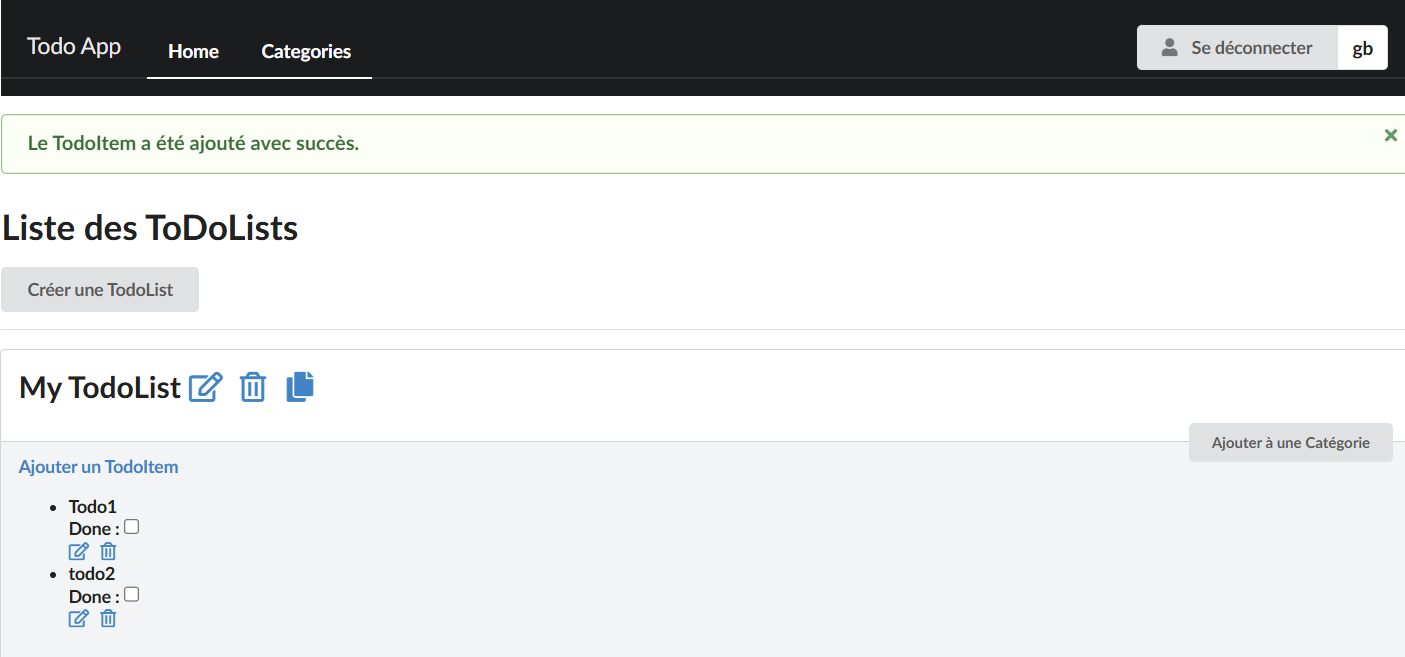 Todo App Home Categories Se déconnecter gb
Le TodoItem a été ajouté avec succès.
Liste des ToDoLists
Créer une TodoList
My TodoList
Ajouter à une Catégorie
Ajouter un TodoItem
Todo1
Done :
todo2
Done :